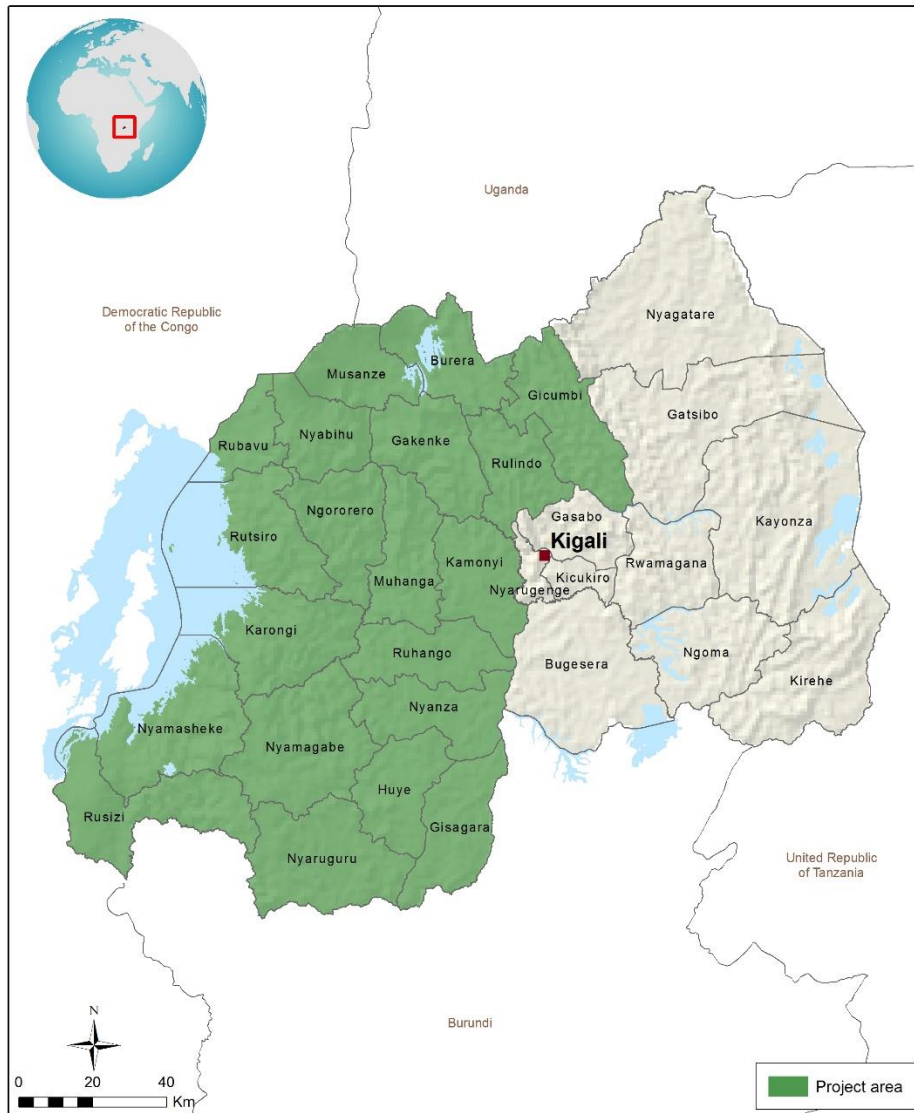 Uganda
Democratic Republic
of the Congo
Nyagatare
Burera
Musanze
Gicumbi
Gatsibo
Nyabihu
Rubavu
Gakenke
Rulindo
Ngororero
Gasabo
Kayonza
Rutsiro
Kigali
Kamonyi
Rwamagana
Muhanga
Kicukiro
Nyarugenge
Karongi
Ruhango
Ngoma
Bugesera
Kirehe
Nyanza
Nyamasheke
Nyamagabe
Huye
Rusizi
Gisagara
Nyaruguru
United Republic
of Tanzania
Burundi
N
0 20 40
Km
Project area